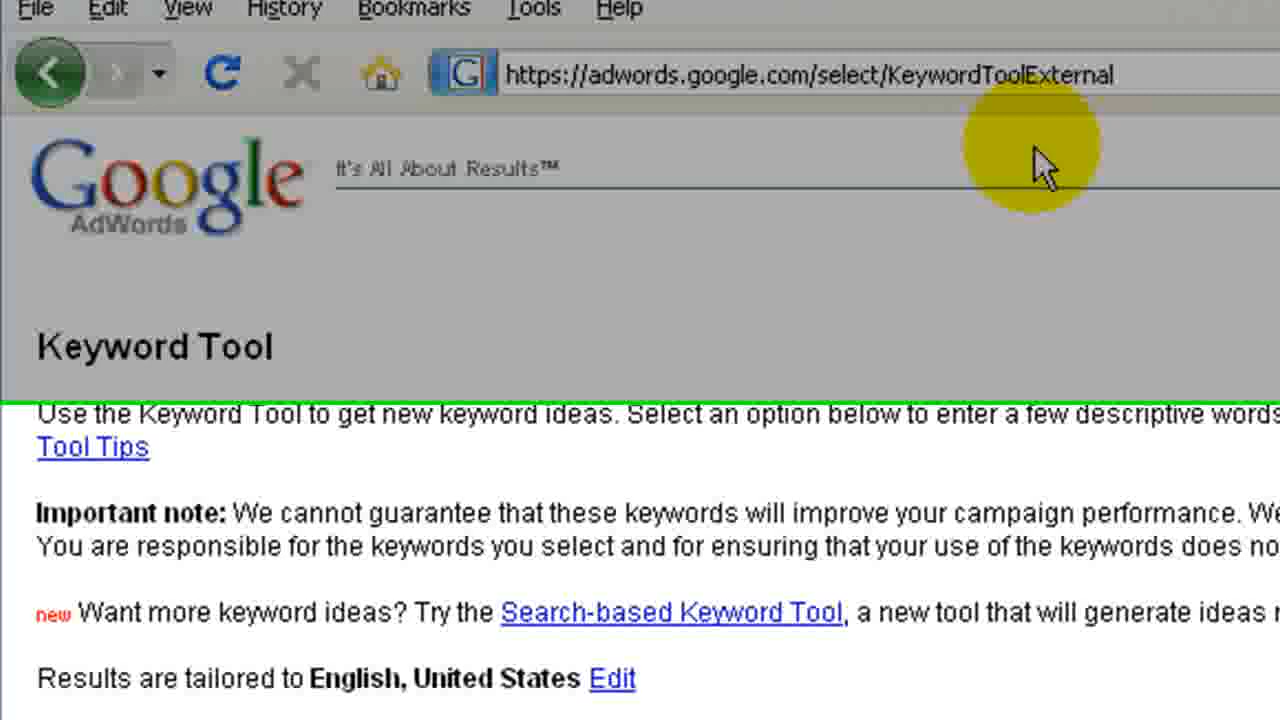 File Edit View History Bookmarks Tools Help
https://adwords.google.com/select/KeywordToolExternal
Google
It's All About Results™
AdWords
Keyword Tool
Use the Keyword Tool to get new keyword ideas. Select an option below to enter a few descriptive words
Tool Tips
Important note: We cannot guarantee that these keywords will improve your campaign performance. We
You are responsible for the keywords you select and for ensuring that your use of the keywords does no
new Want more keyword ideas? Try the Search-based Keyword Tool, a new tool that will generate ideas
Results are tailored to English, United States Edit